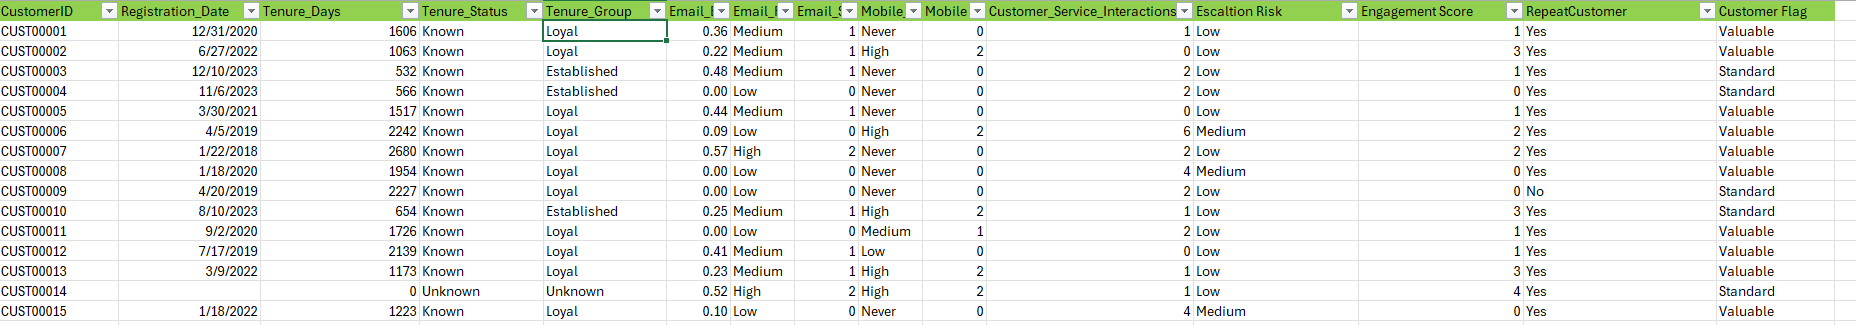 CustomerID Registration_Date Tenure_Days Tenure_Status Tenure_Group Email_ Email_ Email_ Mobile_ Mobile Customer_Service_Interactions Escaltion Risk Engagement Score RepeatCustomer Customer Flag
CUST00001 12/31/2020 1606 Known Loyal 0.36 Medium 1 Never 0 1 Low 1 Yes Valuable
CUST00002 6/27/2022 1063 Known Loyal 0.22 Medium 1 High 2 0 Low 3 Yes Valuable
CUST00003 12/10/2023 532 Known Established 0.48 Medium 1 Never 0 2 Low 1 Yes Standard
CUST00004 11/6/2023 566 Known Established 0.00 Low 0 Never 0 2 Low 0 Yes Standard
CUST00005 3/30/2021 1517 Known Loyal 0.44 Medium 1 Never 0 0 Low 1 Yes Valuable
CUST00006 4/5/2019 2242 Known Loyal 0.09 Low 0 High 2 6 Medium 2 Yes Valuable
CUST00007 1/22/2018 2680 Known Loyal 0.57 High 2 Never 0 2 Low 2 Yes Valuable
CUST00008 1/18/2020 1954 Known Loyal 0.00 Low 0 Never 0 4 Medium 0 Yes Valuable
CUST00009 4/20/2019 2227 Known Loyal 0.00 Low 0 Never 0 2 Low 0 No Standard
CUST00010 8/10/2023 654 Known Established 0.25 Medium 1 High 2 1 Low 3 Yes Standard
CUST00011 9/2/2020 1726 Known Loyal 0.00 Low 0 Medium 1 2 Low 1 Yes Valuable
CUST00012 7/17/2019 2139 Known Loyal 0.41 Medium 1 Low 0 0 Low 1 Yes Valuable
CUST00013 3/9/2022 1173 Known Loyal 0.23 Medium 1 High 2 1 Low 3 Yes Valuable
CUST00014 0 Unknown Unknown 0.52 High 2 High 2 1 Low 4 Yes Standard
CUST00015 1/18/2022 1223 Known Loyal 0.10 Low 0 Never 0 4 Medium 0 Yes Valuable